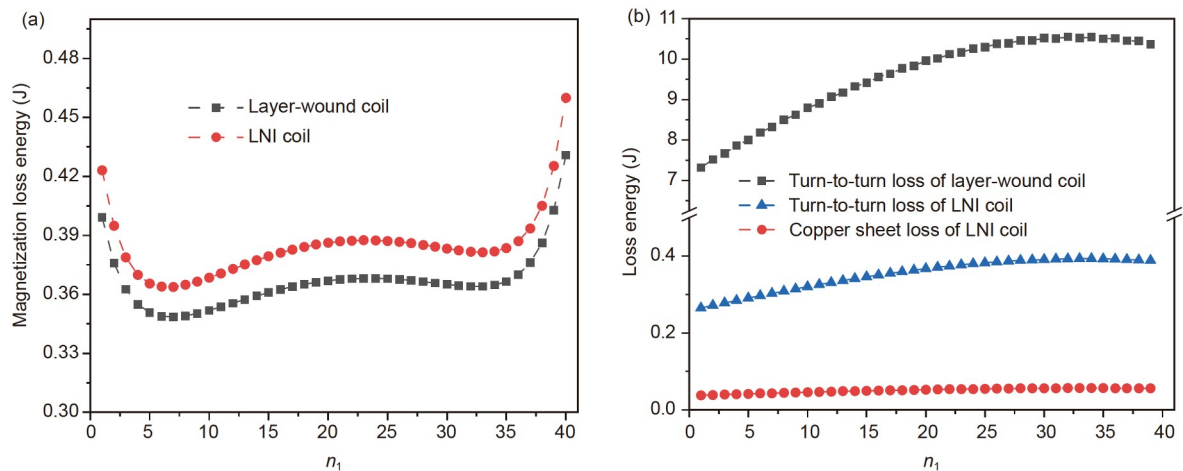 (a)
Magnetization loss energy (J)
0.48
0.45
0.42
0.39
0.36
0.33
0.30
Layer-wound coil
LNI coil
0 5 10 15 20 25 30 35 40
n₁
(b)
Loss energy (J)
11
10
9
8
7
0.4
0.2
0.0
Turn-to-turn loss of layer-wound coil
Turn-to-turn loss of LNI coil
Copper sheet loss of LNI coil
0 5 10 15 20 25 30 35 40
n₁